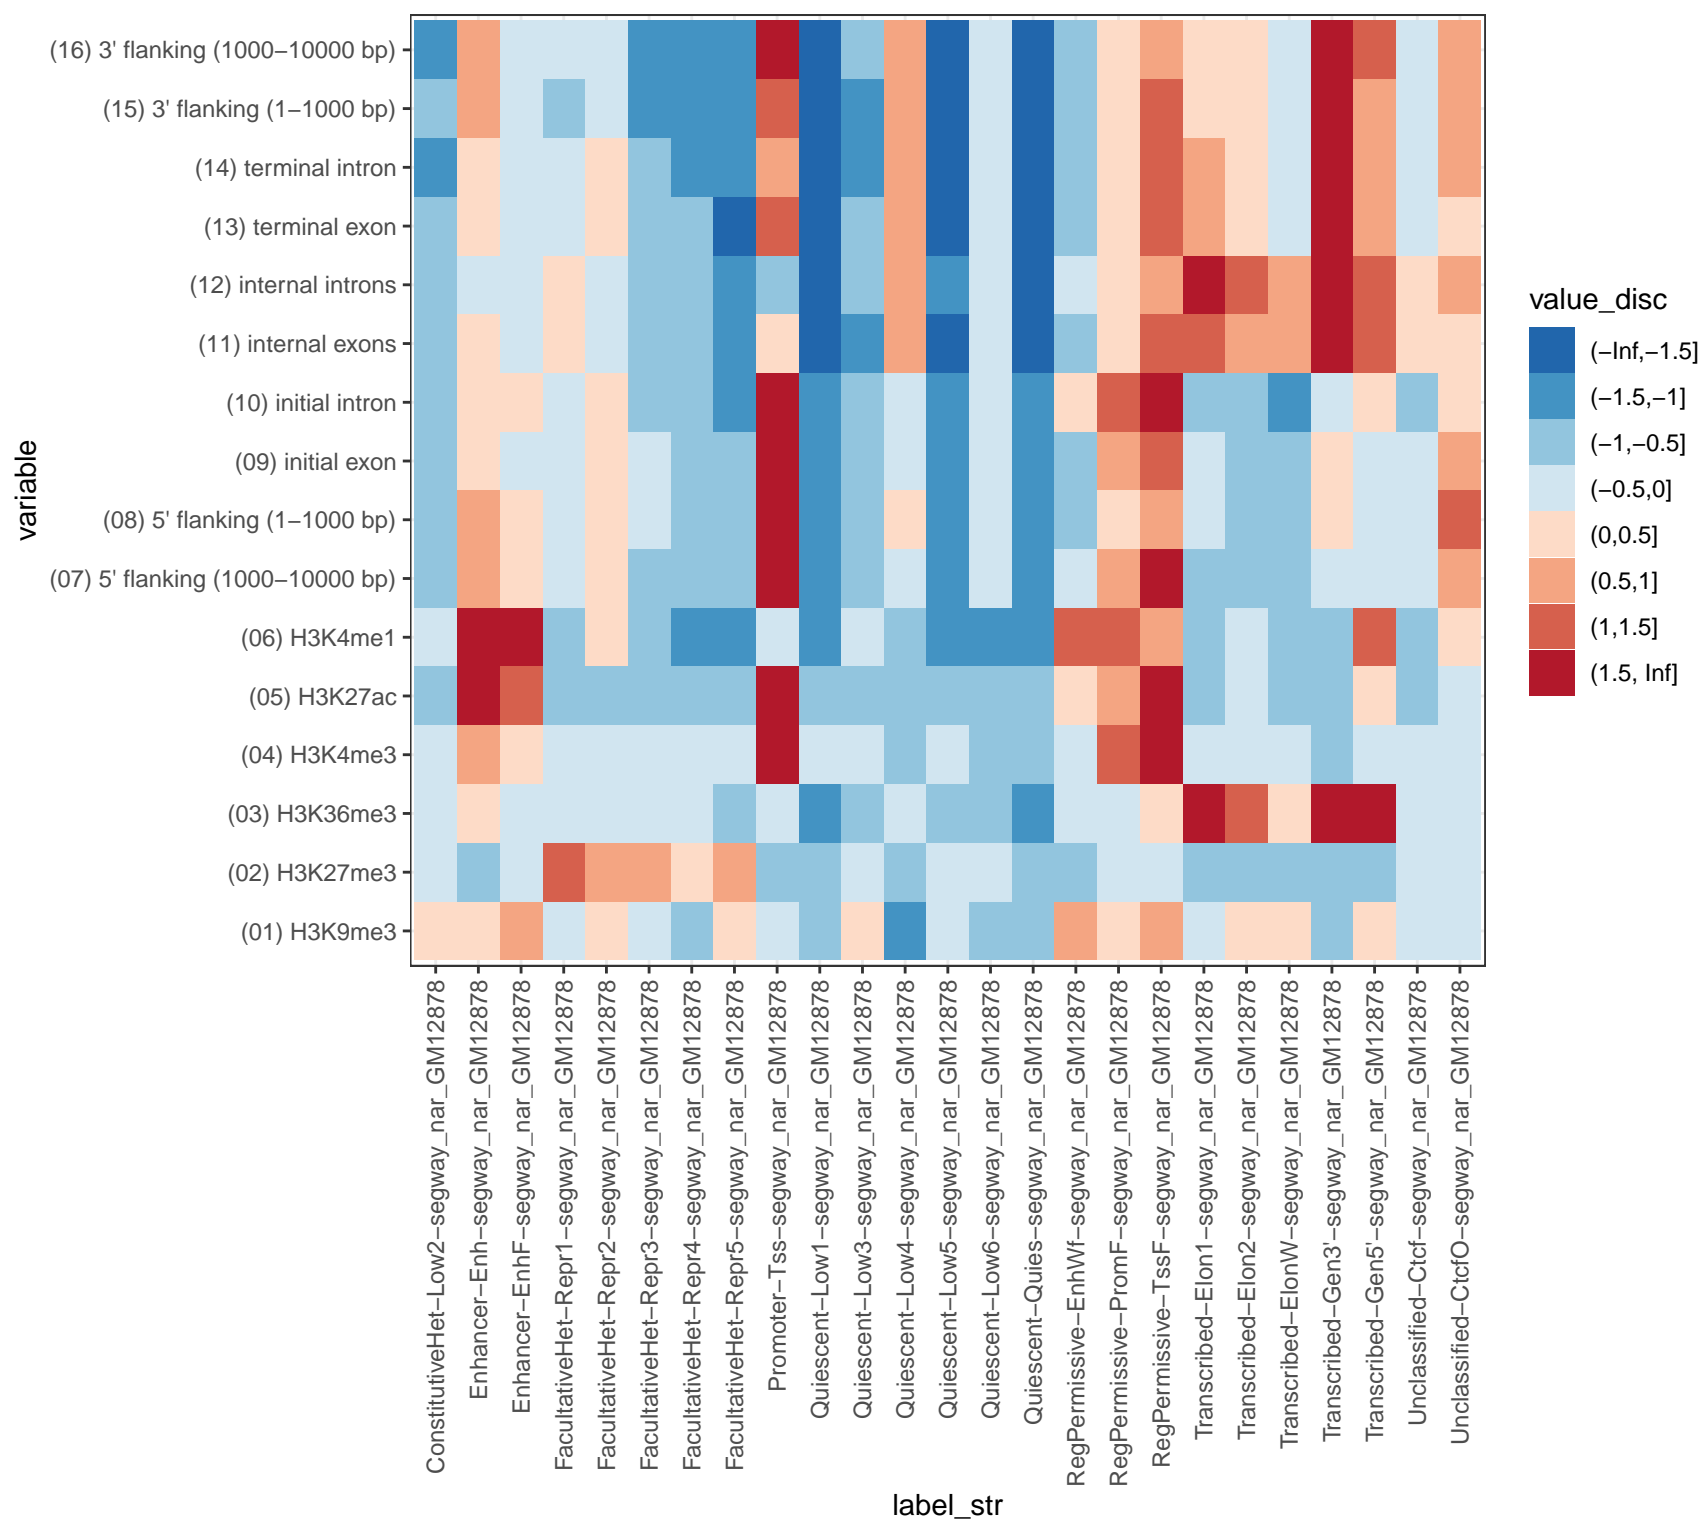 (16) 3' flanking (1000−10000 bp)
(15) 3' flanking (1−1000 bp)
(14) terminal intron
(13) terminal exon
(12) internal introns
(11) internal exons
(10) initial intron
(09) initial exon
(08) 5' flanking (1−1000 bp)
(07) 5' flanking (1000−10000 bp)
(06) H3K4me1
(05) H3K27ac
(04) H3K4me3
(03) H3K36me3
(02) H3K27me3
(01) H3K9me3
variable
ConstitutiveHet−Low2−segway_nar_GM12878
Enhancer−Enh−segway_nar_GM12878
Enhancer−EnhF−segway_nar_GM12878
FacultativeHet−Repr1−segway_nar_GM12878
FacultativeHet−Repr2−segway_nar_GM12878
FacultativeHet−Repr3−segway_nar_GM12878
FacultativeHet−Repr4−segway_nar_GM12878
FacultativeHet−Repr5−segway_nar_GM12878
Promoter−Tss−segway_nar_GM12878
Quiescent−Low1−segway_nar_GM12878
Quiescent−Low3−segway_nar_GM12878
Quiescent−Low4−segway_nar_GM12878
Quiescent−Low5−segway_nar_GM12878
Quiescent−Low6−segway_nar_GM12878
Quiescent−Quies−segway_nar_GM12878
RegPermissive−EnhWf−segway_nar_GM12878
RegPermissive−PromF−segway_nar_GM12878
RegPermissive−TssF−segway_nar_GM12878
Transcribed−Elon1−segway_nar_GM12878
Transcribed−Elon2−segway_nar_GM12878
Transcribed−ElonW−segway_nar_GM12878
Transcribed−Gen3'−segway_nar_GM12878
Transcribed−Gen5'−segway_nar_GM12878
Unclassified−Ctcf−segway_nar_GM12878
Unclassified−CtcfO−segway_nar_GM12878
label_str
value_disc
(−Inf,−1.5]
(−1.5,−1]
(−1,−0.5]
(−0.5,0]
(0,0.5]
(0.5,1]
(1,1.5]
(1.5, Inf]